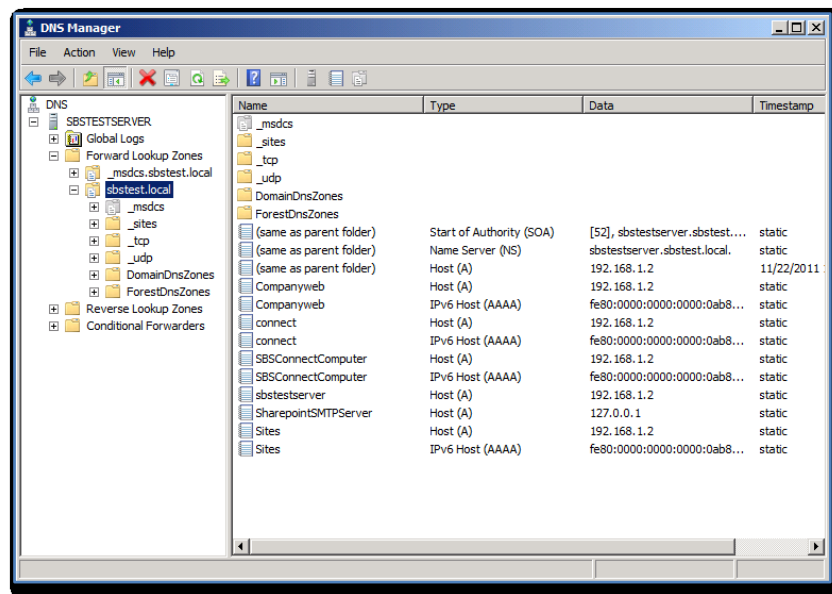 DNS Manager
File Action View Help
DNS
SBSTESTSERVER
Global Logs
Forward Lookup Zones
_msdcs.sbstest.local
sbstest.local
_msdcs
_sites
_tcp
_udp
DomainDnsZones
ForestDnsZones
Reverse Lookup Zones
Conditional Forwarders
Name Type Data Timestamp
_msdcs
_sites
_tcp
_udp
DomainDnsZones
ForestDnsZones
(same as parent folder) Start of Authority (SOA) [52], sbstestserver.sbstest.... static
(same as parent folder) Name Server (NS) sbstestserver.sbstest.local. static
(same as parent folder) Host (A) 192.168.1.2 11/22/2011
Companyweb Host (A) 192.168.1.2 static
Companyweb IPv6 Host (AAAA) fe80:0000:0000:0000:0ab8... static
connect Host (A) 192.168.1.2 static
connect IPv6 Host (AAAA) fe80:0000:0000:0000:0ab8... static
SBSConnectComputer Host (A) 192.168.1.2 static
SBSConnectComputer IPv6 Host (AAAA) fe80:0000:0000:0000:0ab8... static
sbstestserver Host (A) 192.168.1.2 static
SharepointSMTPServer Host (A) 127.0.0.1 static
Sites Host (A) 192.168.1.2 static
Sites IPv6 Host (AAAA) fe80:0000:0000:0000:0ab8... static